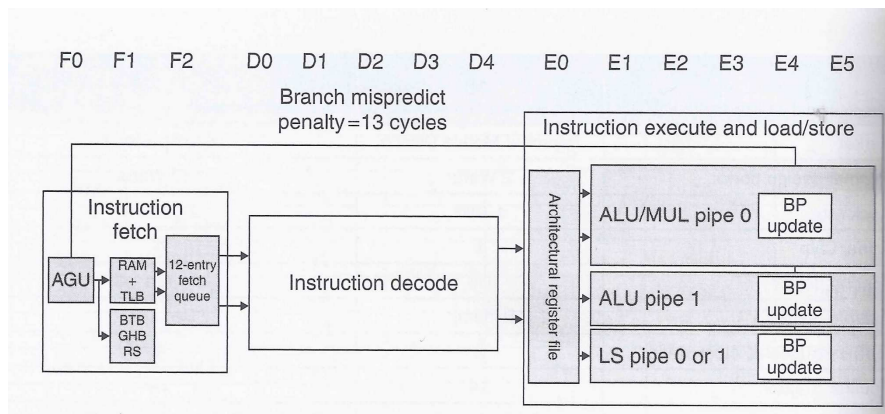 F0 F1 F2 D0 D1 D2 D3 D4 E0 E1 E2 E3 E4 E5
Branch mispredict
penalty=13 cycles
Instruction execute and load/store
Instruction
fetch
AGU
RAM
+
TLB
BTB
GHB
RS
12-entry
fetch
queue
Instruction decode
Architectural register file
ALU/MUL pipe 0
BP
update
ALU pipe 1
BP
update
LS pipe 0 or 1
BP
update